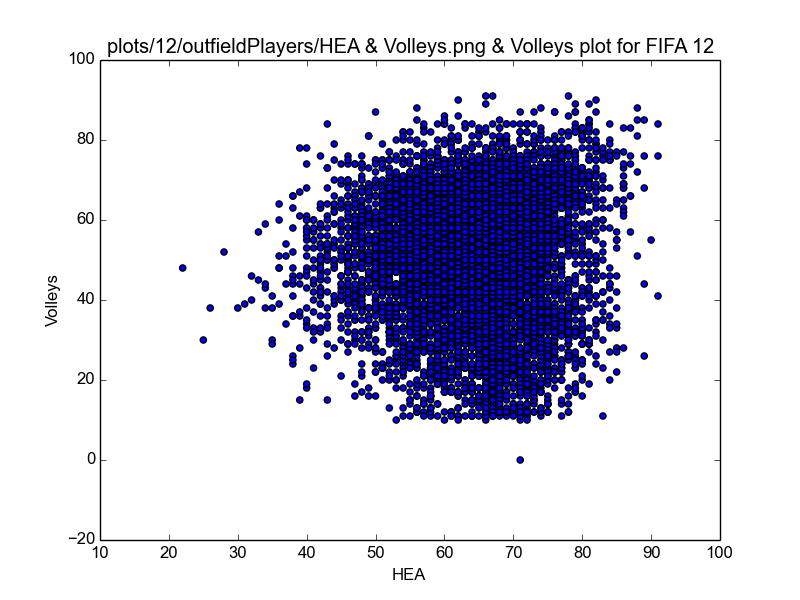 plots/12/outfieldPlayers/HEA & Volleys.png & Volleys plot for FIFA 12
100
80
60
40
20
0
−20
Volleys
10 20 30 40 50 60 70 80 90 100
HEA